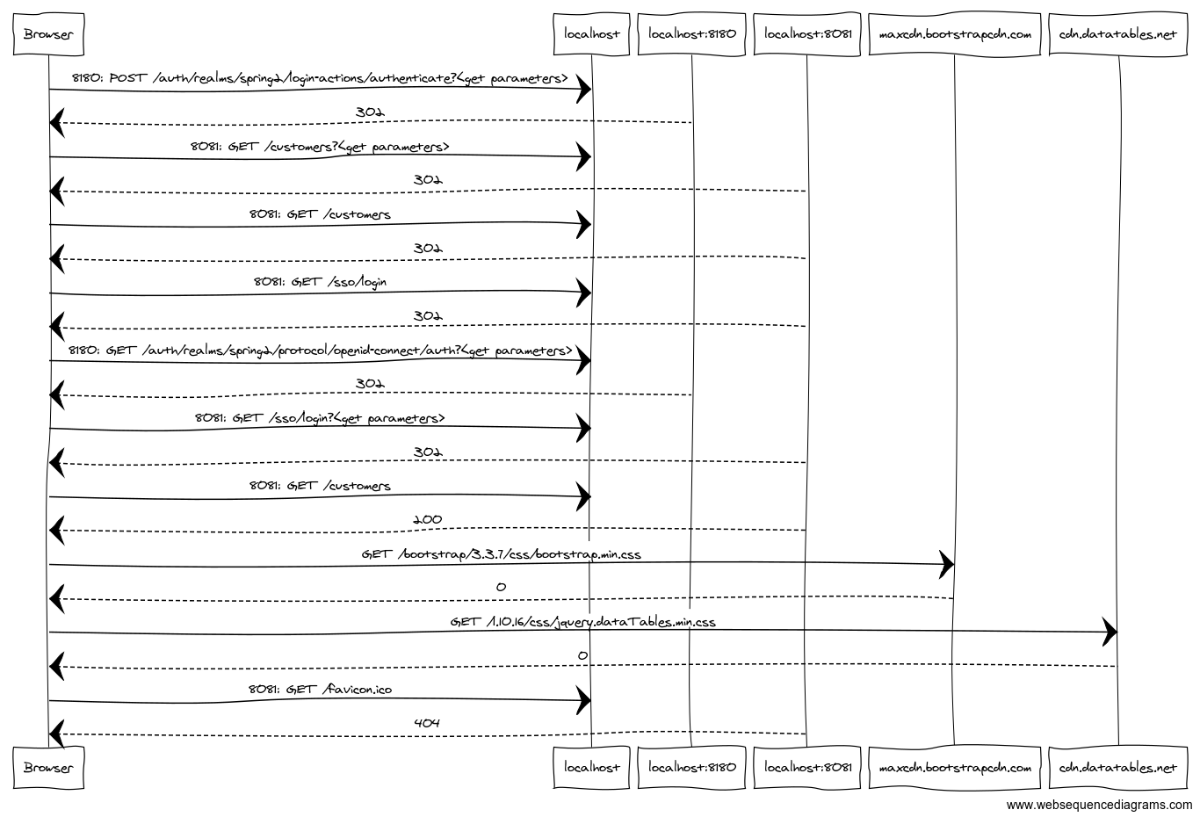 Browser localhost localhost:8180 localhost:8081 maxcdn.bootstrapcdn.com cdn.datatables.net
8180: POST /auth/realms/spring2/login-actions/authenticate?<get parameters>
302
8081: GET /customers?<get parameters>
302
8081: GET /customers
302
8081: GET /sso/login
302
8180: GET /auth/realms/spring2/protocol/openid-connect/auth?<get parameters>
302
8081: GET /sso/login?<get parameters>
302
8081: GET /customers
200
GET /bootstrap/3.3.7/css/bootstrap.min.css
0
GET /1.10.16/css/jquery.dataTables.min.css
0
8081: GET /favicon.ico
404
Browser localhost localhost:8180 localhost:8081 maxcdn.bootstrapcdn.com cdn.datatables.net
www.websequencediagrams.com